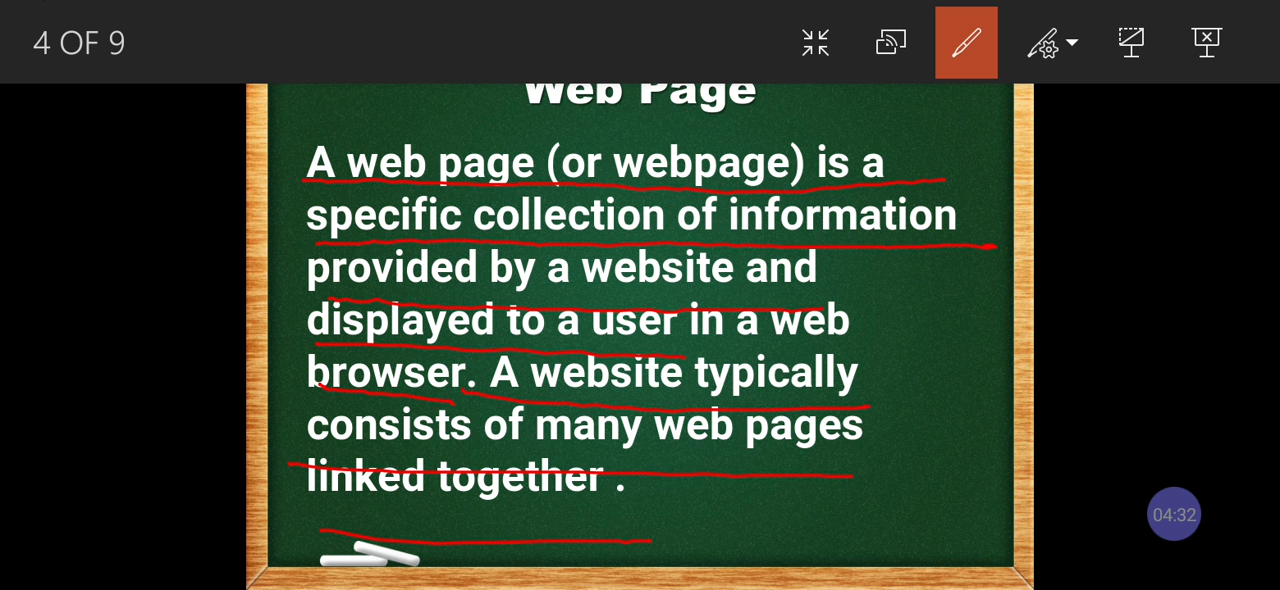 4 OF 9
Web Page
A web page (or webpage) is a
specific collection of information
provided by a website and
displayed to a user in a web
browser. A website typically
consists of many web pages
linked together .
04:32